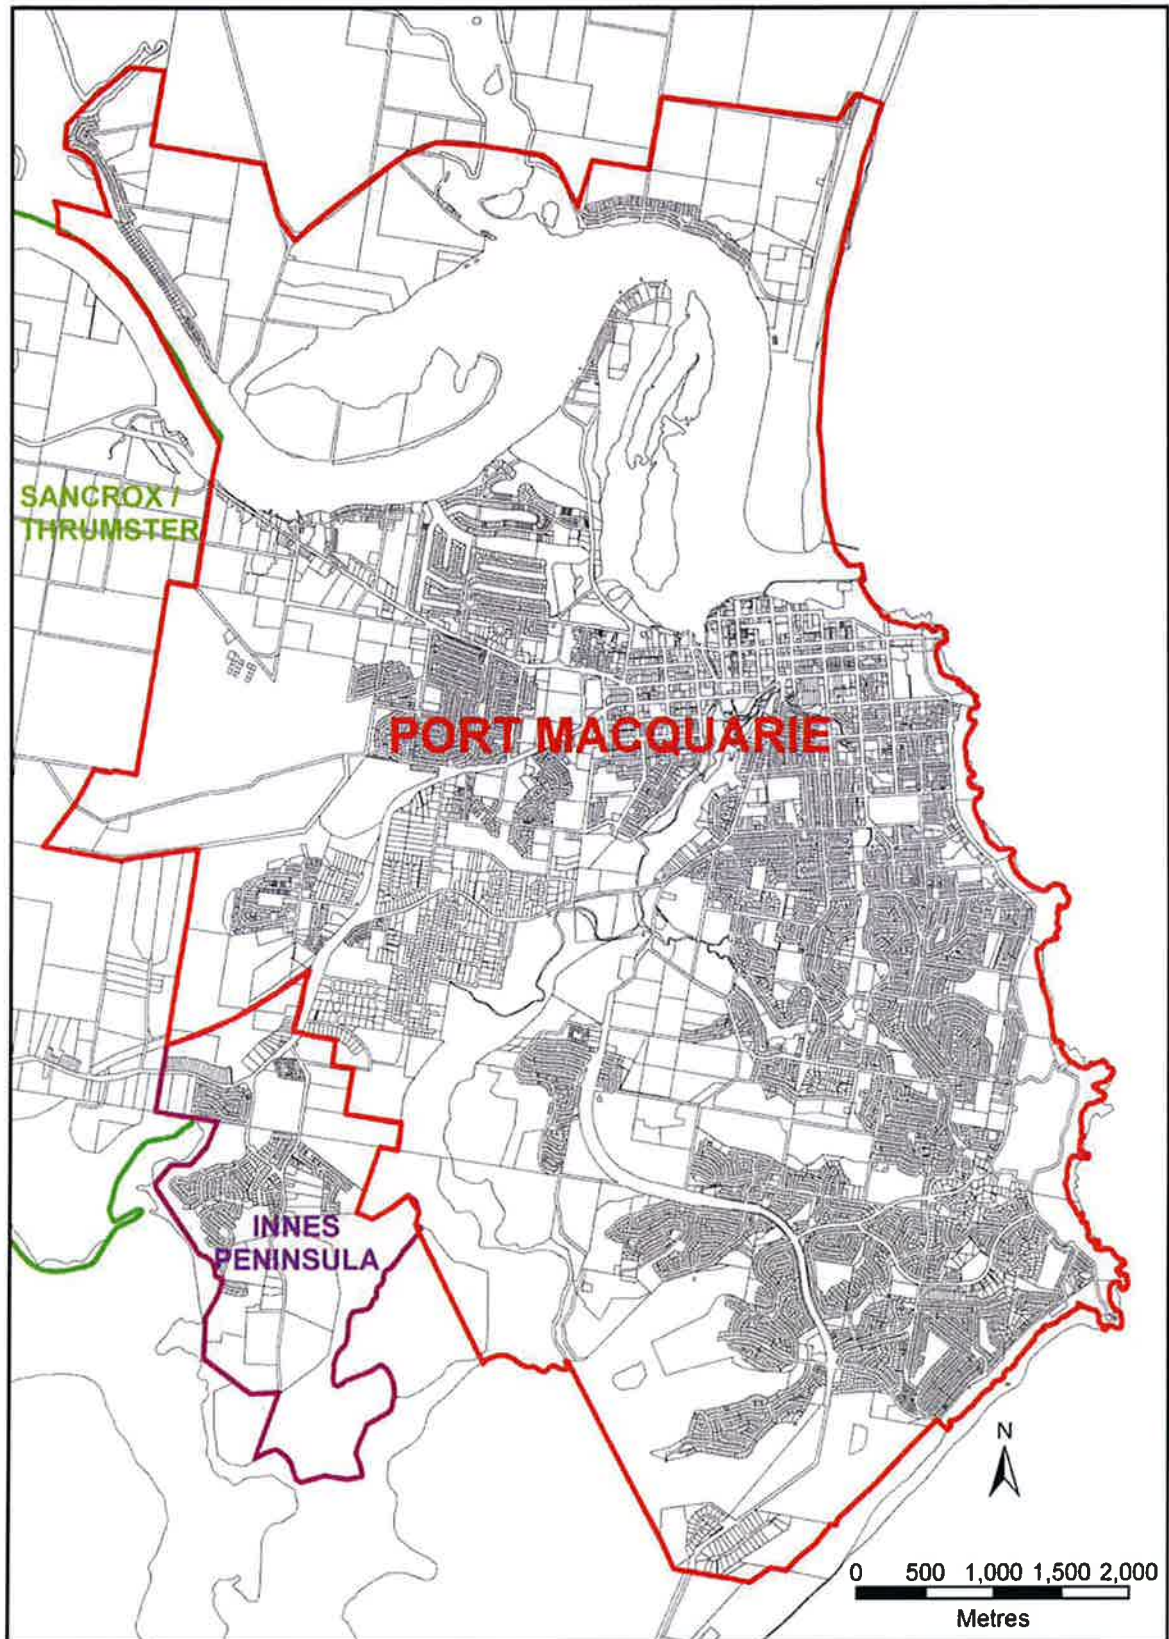 SANCROX /
THRUMSTER
PORT MACQUARIE
INNES
PENINSULA
N
0 500 1,000 1,500 2,000
Metres